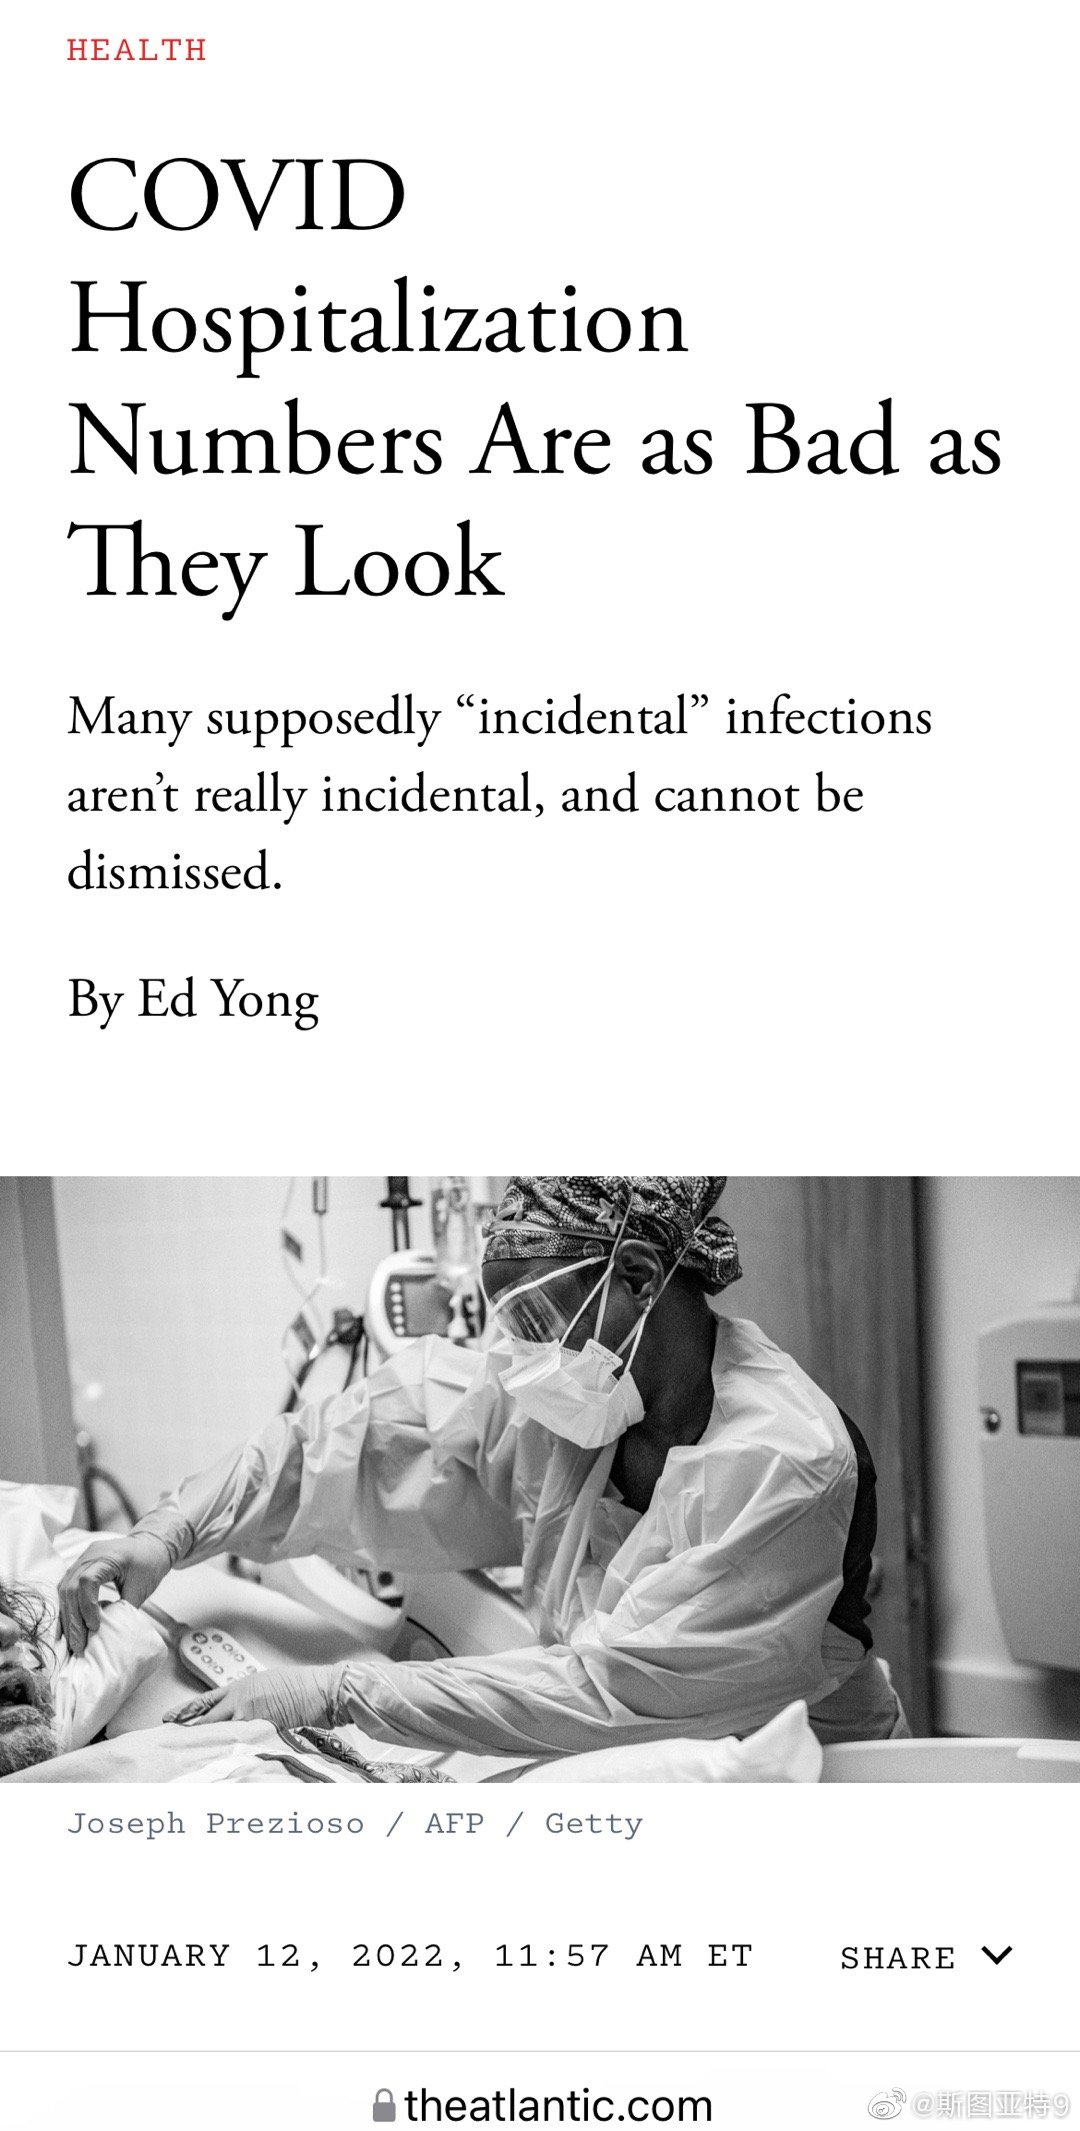 HEALTH
COVID
Hospitalization
Numbers Are as Bad as
They Look
Many supposedly “incidental” infections
aren’t really incidental, and cannot be
dismissed.
By Ed Yong
Joseph Prezioso / AFP / Getty
JANUARY 12, 2022, 11:57 AM ET
SHARE
theatlantic.com
@斯图亚特9